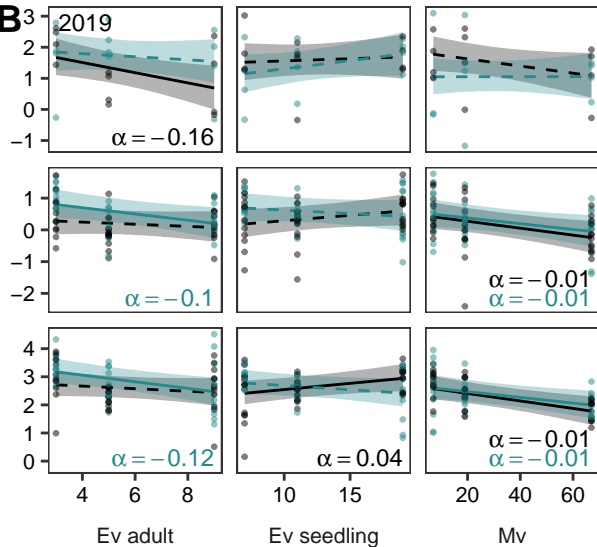 B
2019
3
2
1
0
−1
α = −0.16
1
0
−1
−2
α = −0.1
α = −0.01
α = −0.01
4
3
2
1
0
α = −0.12
α = 0.04
α = −0.01
α = −0.01
4 6 8
10 15
20 40 60
Ev adult
Ev seedling
Mv